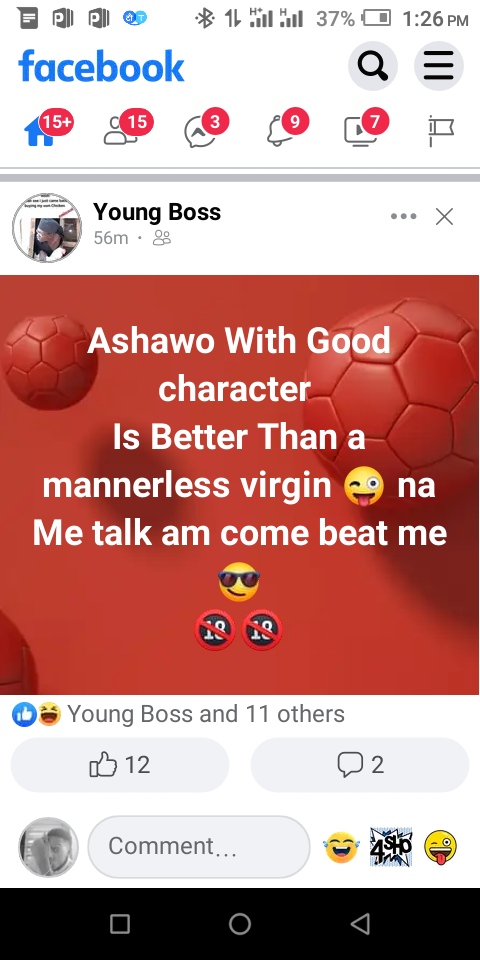 37% 1:26 PM
facebook
15+ 15 3 9 7
Young Boss
56m ·
Ashawo With Good
character
Is Better Than a
mannerless virgin 😜 na
Me talk am come beat me
😎
🔞🔞
Young Boss and 11 others
12 2
Comment... 4SHO